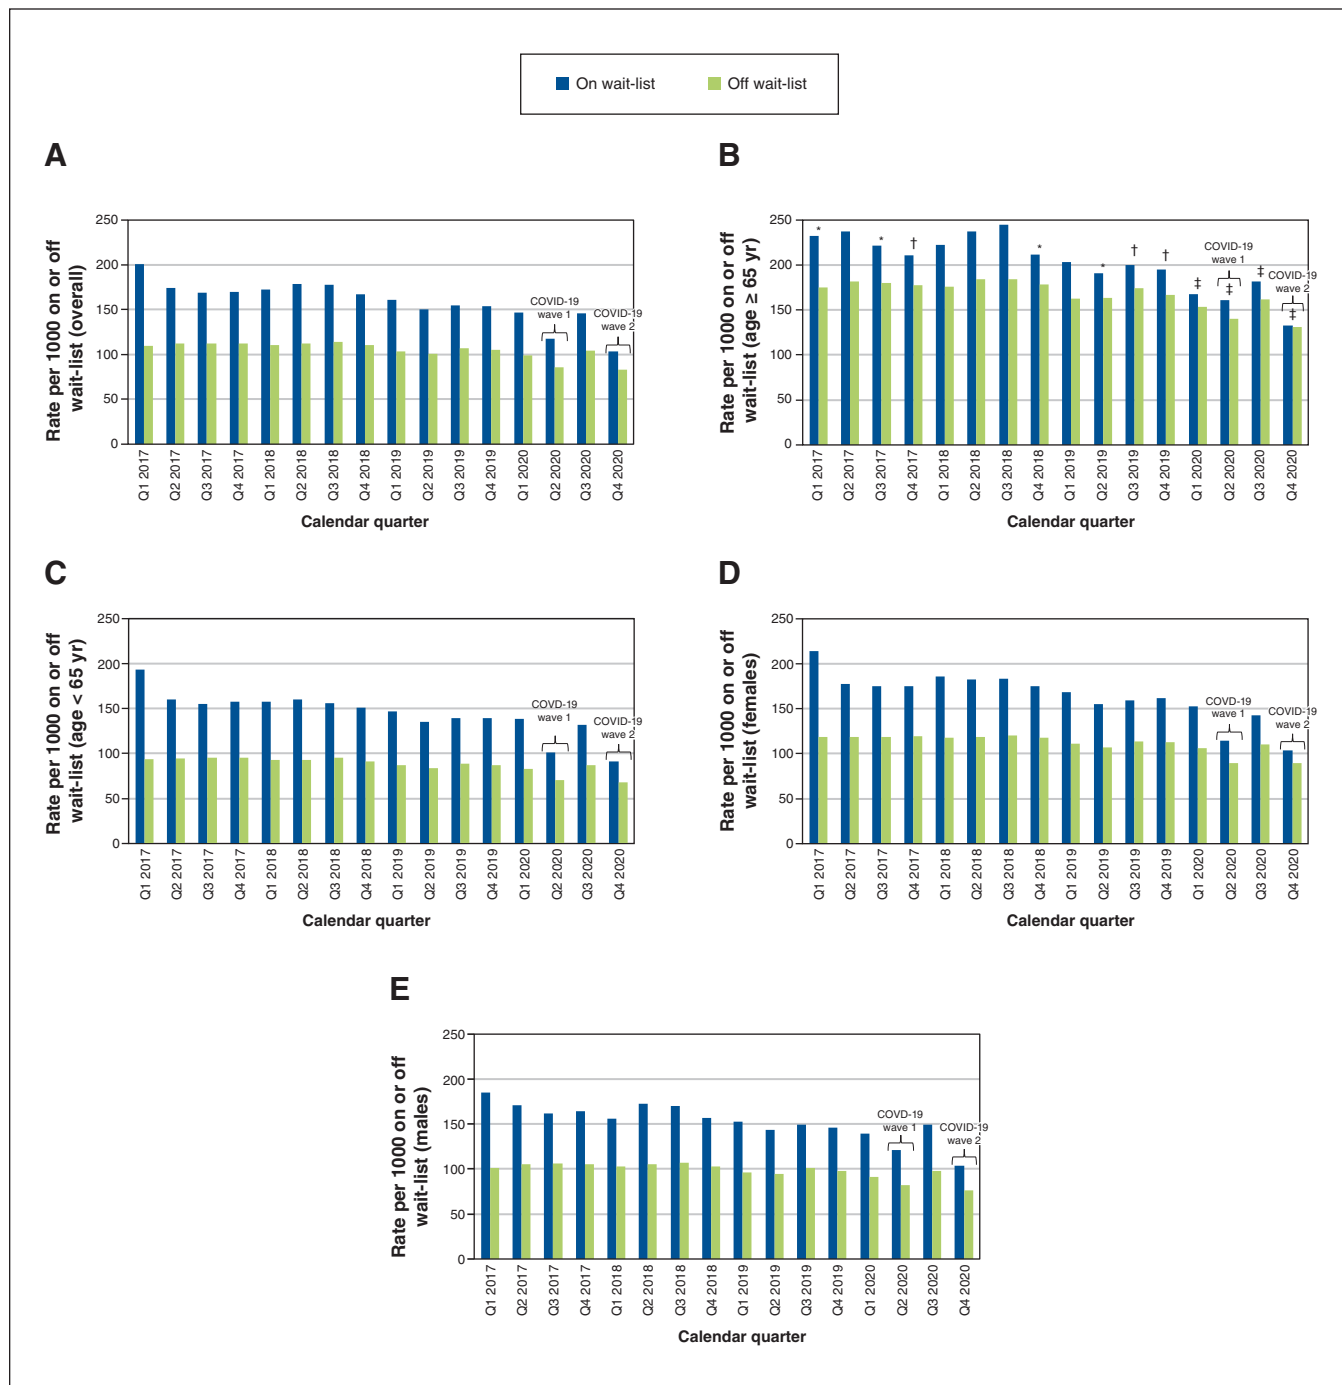 On wait-list
Off wait-list
A
Rate per 1000 on or off
wait-list (overall)
250
200
150
100
50
0
COVID-19
wave 1
COVID-19
wave 2
Q1 2017
Q2 2017
Q3 2017
Q4 2017
Q1 2018
Q2 2018
Q3 2018
Q4 2018
Q1 2019
Q2 2019
Q3 2019
Q4 2019
Q1 2020
Q2 2020
Q3 2020
Q4 2020
Calendar quarter
B
Rate per 1000 on or off
wait-list (age ≥ 65 yr)
250
200
150
100
50
0
* * † * * † † ‡ ‡ ‡ ‡
COVID-19
wave 1
COVID-19
wave 2
Q1 2017
Q2 2017
Q3 2017
Q4 2017
Q1 2018
Q2 2018
Q3 2018
Q4 2018
Q1 2019
Q2 2019
Q3 2019
Q4 2019
Q1 2020
Q2 2020
Q3 2020
Q4 2020
Calendar quarter
C
Rate per 1000 on or off
wait-list (age < 65 yr)
250
200
150
100
50
0
COVD-19
wave 1
COVID-19
wave 2
Q1 2017
Q2 2017
Q3 2017
Q4 2017
Q1 2018
Q2 2018
Q3 2018
Q4 2018
Q1 2019
Q2 2019
Q3 2019
Q4 2019
Q1 2020
Q2 2020
Q3 2020
Q4 2020
Calendar quarter
D
Rate per 1000 on or off
wait-list (females)
250
200
150
100
50
0
COVD-19
wave 1
COVID-19
wave 2
Q1 2017
Q2 2017
Q3 2017
Q4 2017
Q1 2018
Q2 2018
Q3 2018
Q4 2018
Q1 2019
Q2 2019
Q3 2019
Q4 2019
Q1 2020
Q2 2020
Q3 2020
Q4 2020
Calendar quarter
E
Rate per 1000 on or off
wait-list (males)
250
200
150
100
50
0
COVD-19
wave 1
COVID-19
wave 2
Q1 2017
Q2 2017
Q3 2017
Q4 2017
Q1 2018
Q2 2018
Q3 2018
Q4 2018
Q1 2019
Q2 2019
Q3 2019
Q4 2019
Q1 2020
Q2 2020
Q3 2020
Q4 2020
Calendar quarter